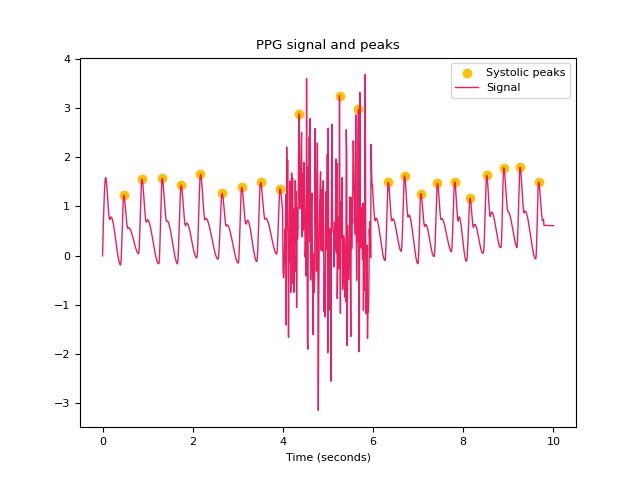 PPG signal and peaks
Systolic peaks
Signal
4
3
2
1
0
−1
−2
−3
0 2 4 6 8 10
Time (seconds)